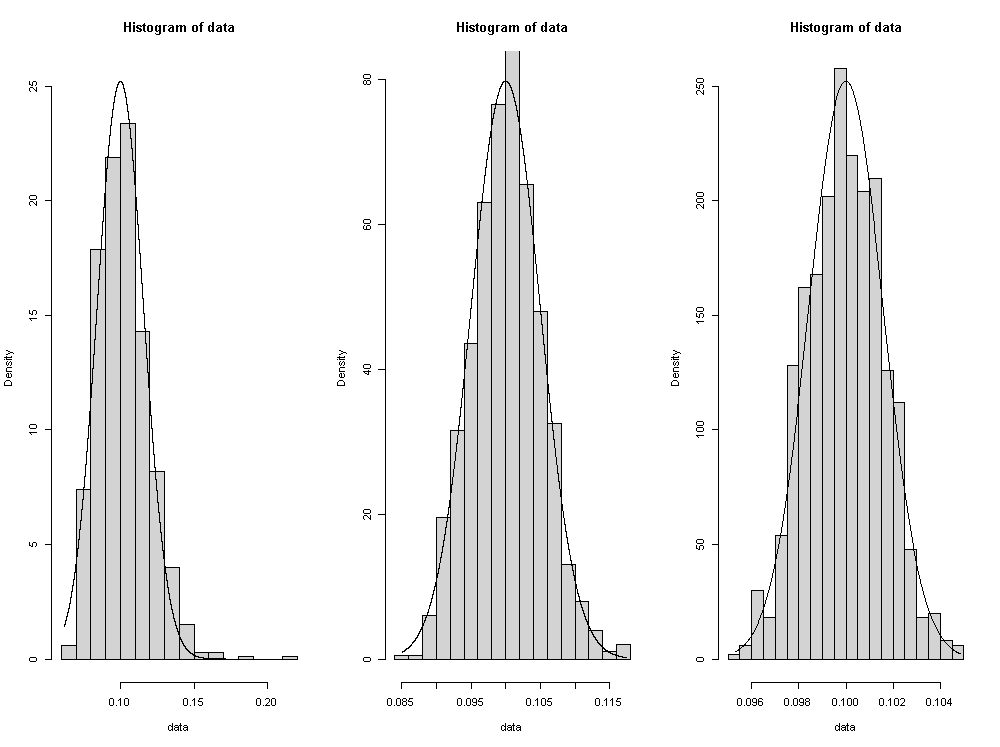 Histogram of data
Density
25
20
15
10
5
0
0.10 0.15 0.20
data
Histogram of data
Density
80
60
40
20
0
0.085 0.095 0.105 0.115
data
Histogram of data
Density
250
200
150
100
50
0
0.096 0.098 0.100 0.102 0.104
data